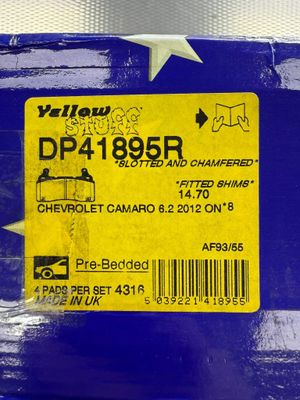 Yellow
STUFF
DP41895R
"SLOTTED AND CHAMFERED"
"FITTED SHIMS"
14.70
CHEVROLET CAMARO 6.2 2012 ON*8
AF93/55
Pre-Bedded
4 PADS PER SET 4316
MADE IN UK
5 039221 418955